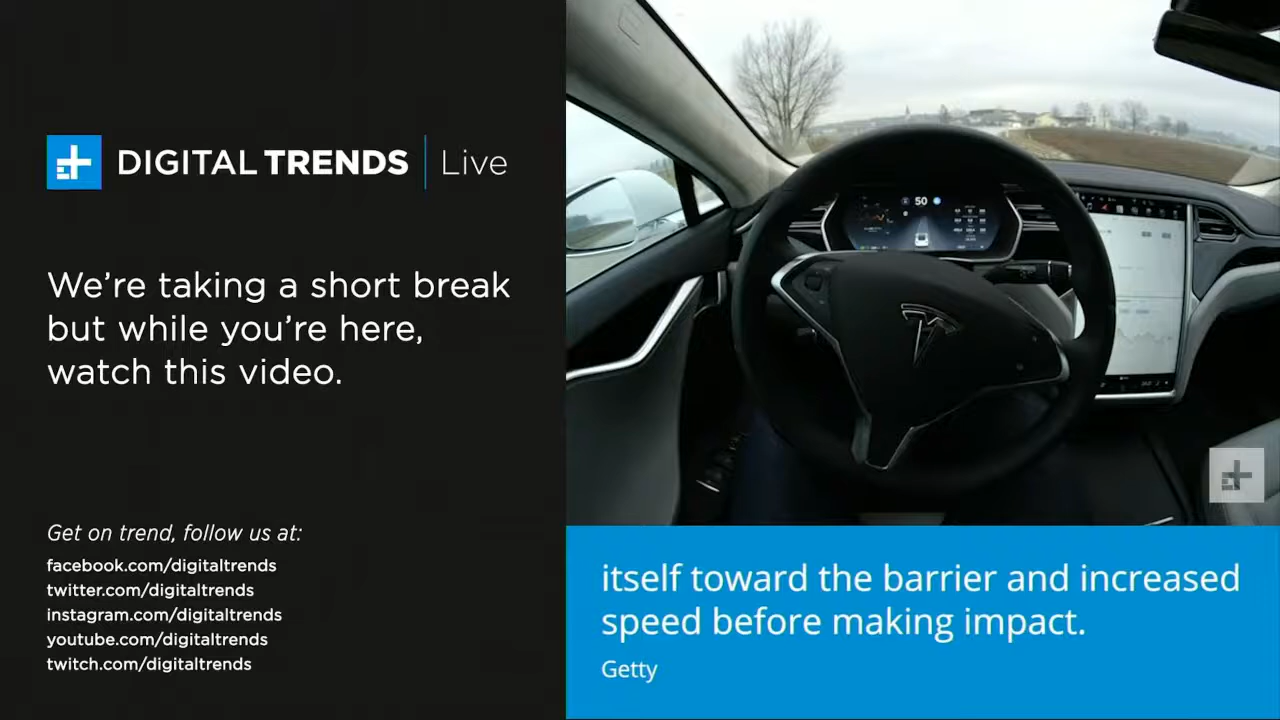 DIGITAL TRENDS | Live
We're taking a short break
but while you're here,
watch this video.
Get on trend, follow us at:
facebook.com/digitaltrends
twitter.com/digitaltrends
instagram.com/digitaltrends
youtube.com/digitaltrends
twitch.com/digitaltrends
50
itself toward the barrier and increased
speed before making impact.
Getty